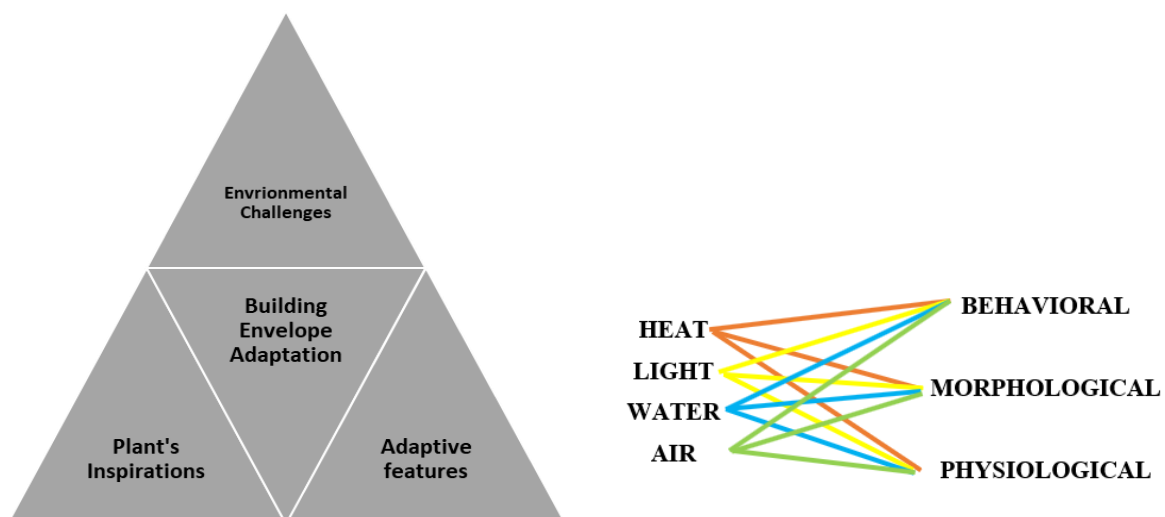 Envrionmental
Challenges
Building
Envelope
Adaptation
Plant's
Inspirations
Adaptive
features
HEAT
LIGHT
WATER
AIR
BEHAVIORAL
MORPHOLOGICAL
PHYSIOLOGICAL